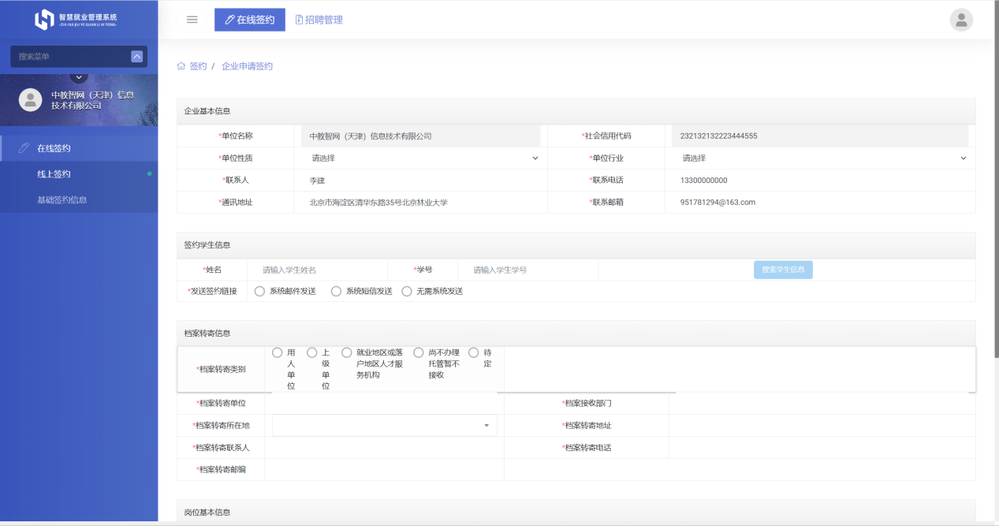 智慧就业管理系统
-ZHI HUI JIU YE GUAN LI XI TONG-
在线签约
招聘管理
搜索菜单
中教智网（天津）信息
技术有限公司
在线签约
线上签约
基础签约信息
签约 / 企业申请签约
企业基本信息
*单位名称 中教智网（天津）信息技术有限公司 *社会信用代码 232132132223444555
*单位性质 请选择 *单位行业 请选择
*联系人 李建 *联系电话 13300000000
*通讯地址 北京市海淀区清华东路35号北京林业大学 *联系邮箱 951781294@163.com
签约学生信息
*姓名 请输入学生姓名 *学号 请输入学生学号 搜索学生信息
*发送签约链接 系统邮件发送 系统短信发送 无需系统发送
档案转寄信息
*档案转寄类别
用
人
单
位
上
级
单
位
就业地区或落
户地区人才服
务机构
尚不办理
托管暂不
接收
待
定
*档案转寄单位 *档案接收部门
*档案转寄所在地 *档案转寄地址
*档案转寄联系人 *档案转寄电话
*档案转寄邮编
岗位基本信息